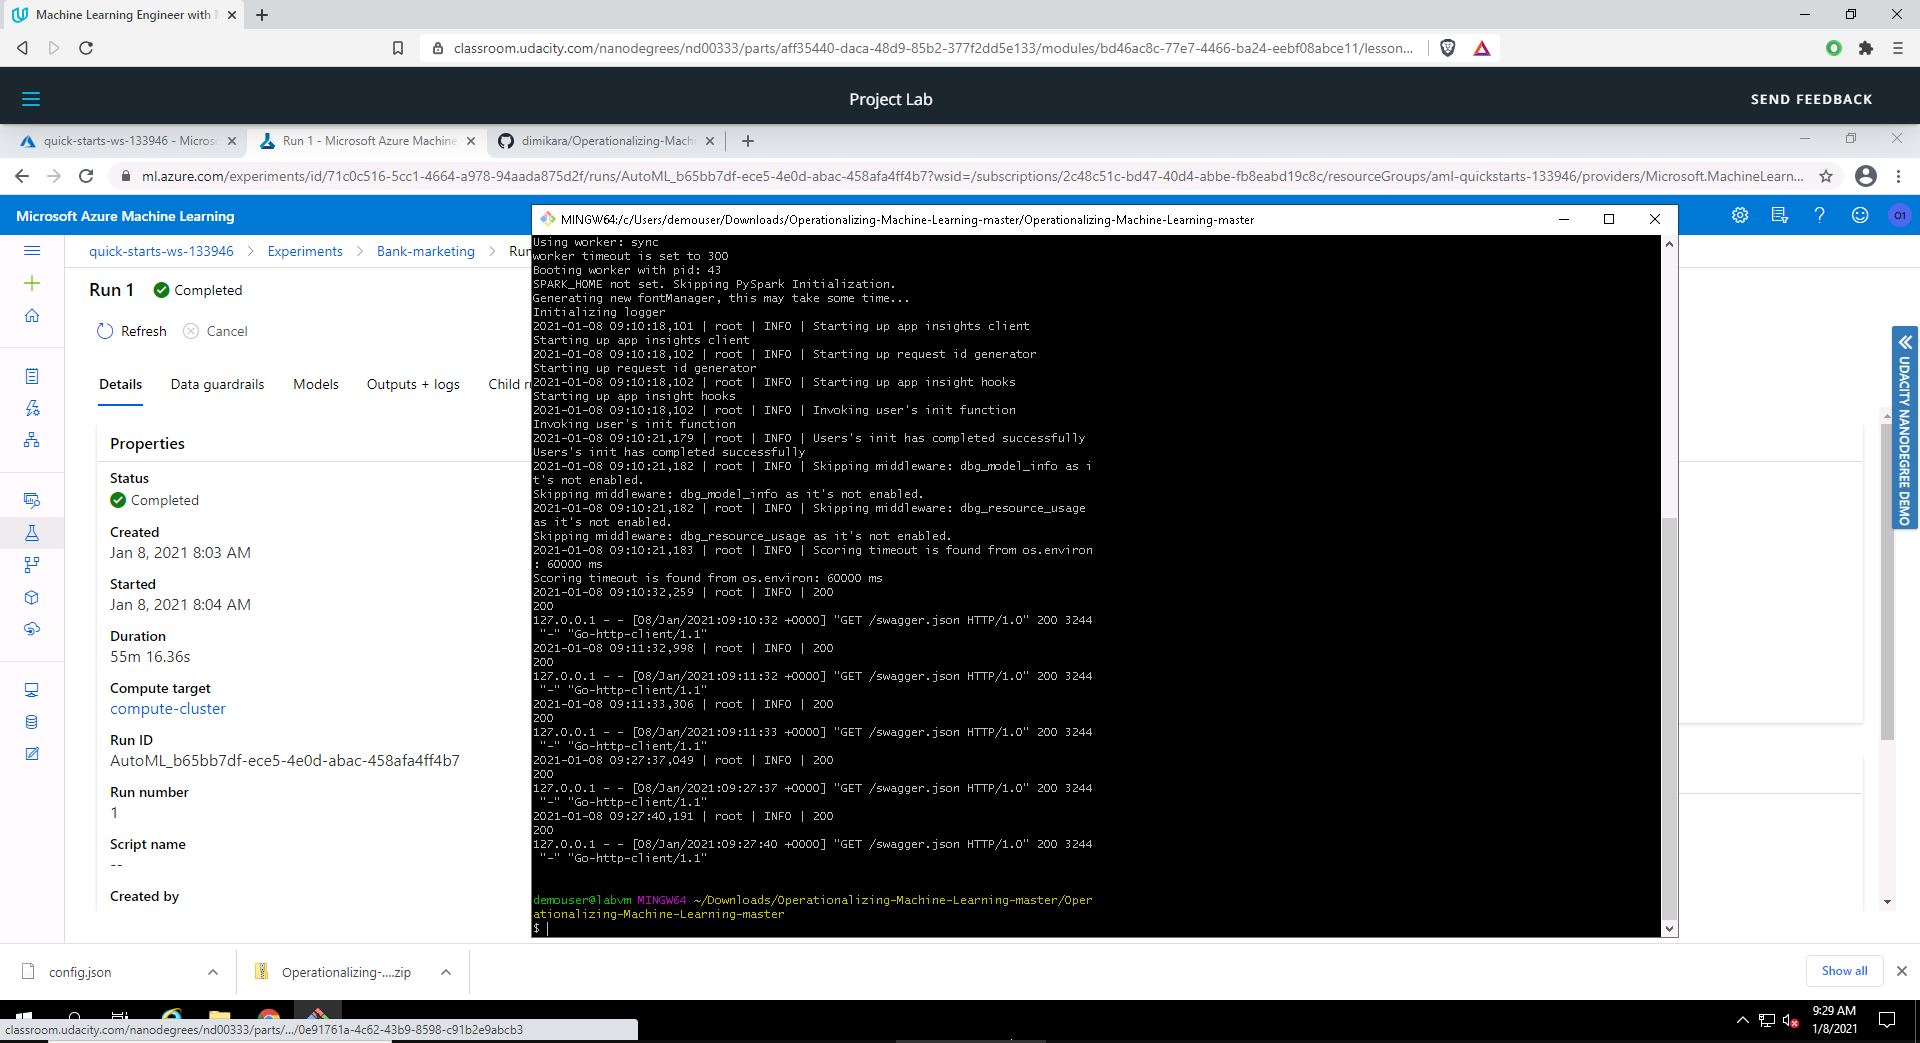 Machine Learning Engineer with M
classroom.udacity.com/nanodegrees/nd00333/parts/aff35440-daca-48d9-85b2-377f2dd5e133/modules/bd46ac8c-77e7-4466-ba24-eebf08abce11/lesson...
Project Lab
SEND FEEDBACK
quick-starts-ws-133946 - Microso
Run 1 - Microsoft Azure Machine
dimikara/Operationalizing-Mach
ml.azure.com/experiments/id/71c0c516-5cc1-4664-a978-94aada875d2f/runs/AutoML_b65bb7df-ece5-4e0d-abac-458afa4ff4b7?wsid=/subscriptions/2c48c51c-bd47-40d4-abbe-fb8eabd19c8c/resourceGroups/aml-quickstarts-133946/providers/Microsoft.MachineLearn...
Microsoft Azure Machine Learning
O1
quick-starts-ws-133946
Experiments
Bank-marketing
Run
Run 1
Completed
Refresh
Cancel
Details
Data guardrails
Models
Outputs + logs
Child r
Properties
Status
Completed
Created
Jan 8, 2021 8:03 AM
Started
Jan 8, 2021 8:04 AM
Duration
55m 16.36s
Compute target
compute-cluster
Run ID
AutoML_b65bb7df-ece5-4e0d-abac-458afa4ff4b7
Run number
1
Script name
--
Created by
MINGW64:/c/Users/demouser/Downloads/Operationalizing-Machine-Learning-master/Operationalizing-Machine-Learning-master
Using worker: sync
worker timeout is set to 300
Booting worker with pid: 43
SPARK_HOME not set. Skipping PySpark Initialization.
Generating new fontManager, this may take some time...
Initializing logger
2021-01-08 09:10:18,101 | root | INFO | Starting up app insights client
Starting up app insights client
2021-01-08 09:10:18,102 | root | INFO | Starting up request id generator
Starting up request id generator
2021-01-08 09:10:18,102 | root | INFO | Starting up app insight hooks
Starting up app insight hooks
2021-01-08 09:10:18,102 | root | INFO | Invoking user's init function
Invoking user's init function
2021-01-08 09:10:21,179 | root | INFO | Users's init has completed successfully
Users's init has completed successfully
2021-01-08 09:10:21,182 | root | INFO | Skipping middleware: dbg_model_info as i
t's not enabled.
Skipping middleware: dbg_model_info as it's not enabled.
2021-01-08 09:10:21,182 | root | INFO | Skipping middleware: dbg_resource_usage
as it's not enabled.
Skipping middleware: dbg_resource_usage as it's not enabled.
2021-01-08 09:10:21,183 | root | INFO | Scoring timeout is found from os.environ
: 60000 ms
Scoring timeout is found from os.environ: 60000 ms
2021-01-08 09:10:32,259 | root | INFO | 200
200
127.0.0.1 - - [08/Jan/2021:09:10:32 +0000] "GET /swagger.json HTTP/1.0" 200 3244
"-" "Go-http-client/1.1"
2021-01-08 09:11:32,998 | root | INFO | 200
200
127.0.0.1 - - [08/Jan/2021:09:11:32 +0000] "GET /swagger.json HTTP/1.0" 200 3244
"-" "Go-http-client/1.1"
2021-01-08 09:11:33,306 | root | INFO | 200
200
127.0.0.1 - - [08/Jan/2021:09:11:33 +0000] "GET /swagger.json HTTP/1.0" 200 3244
"-" "Go-http-client/1.1"
2021-01-08 09:27:37,049 | root | INFO | 200
200
127.0.0.1 - - [08/Jan/2021:09:27:37 +0000] "GET /swagger.json HTTP/1.0" 200 3244
"-" "Go-http-client/1.1"
2021-01-08 09:27:40,191 | root | INFO | 200
200
127.0.0.1 - - [08/Jan/2021:09:27:40 +0000] "GET /swagger.json HTTP/1.0" 200 3244
"-" "Go-http-client/1.1"
demouser@labvm MINGW64 ~/Downloads/Operationalizing-Machine-Learning-master/Oper
ationalizing-Machine-Learning-master
$
UDACITY NANODEGREE DEMO
config.json
Operationalizing-....zip
Show all
classroom.udacity.com/nanodegrees/nd00333/parts/.../0e91761a-4c62-43b9-8598-c91b2e9abcb3
9:29 AM
1/8/2021